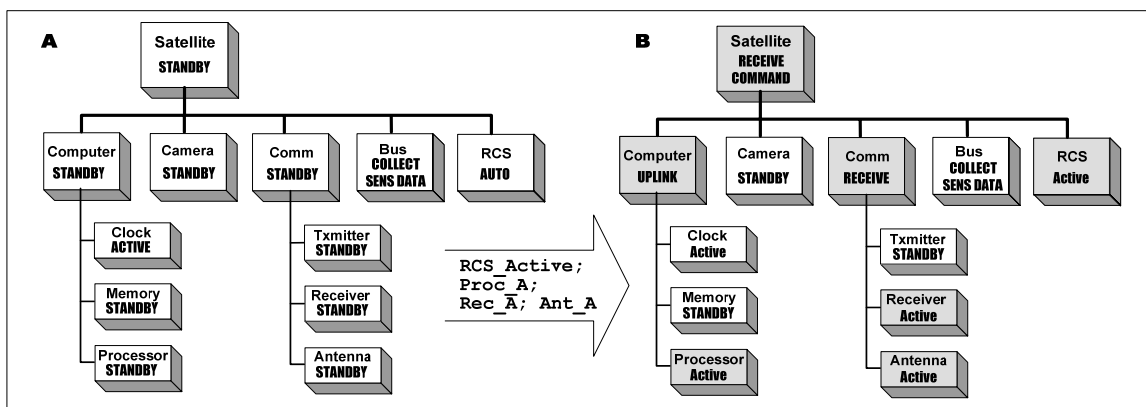 A
Satellite
STANDBY
Computer
STANDBY
Camera
STANDBY
Comm
STANDBY
Bus
COLLECT
SENS DATA
RCS
AUTO
Clock
ACTIVE
Memory
STANDBY
Processor
STANDBY
Txmitter
STANDBY
Receiver
STANDBY
Antenna
STANDBY
RCS_Active;
Proc_A;
Rec_A; Ant_A
B
Satellite
RECEIVE
COMMAND
Computer
UPLINK
Camera
STANDBY
Comm
RECEIVE
Bus
COLLECT
SENS DATA
RCS
Active
Clock
Active
Memory
STANDBY
Processor
Active
Txmitter
STANDBY
Receiver
Active
Antenna
Active